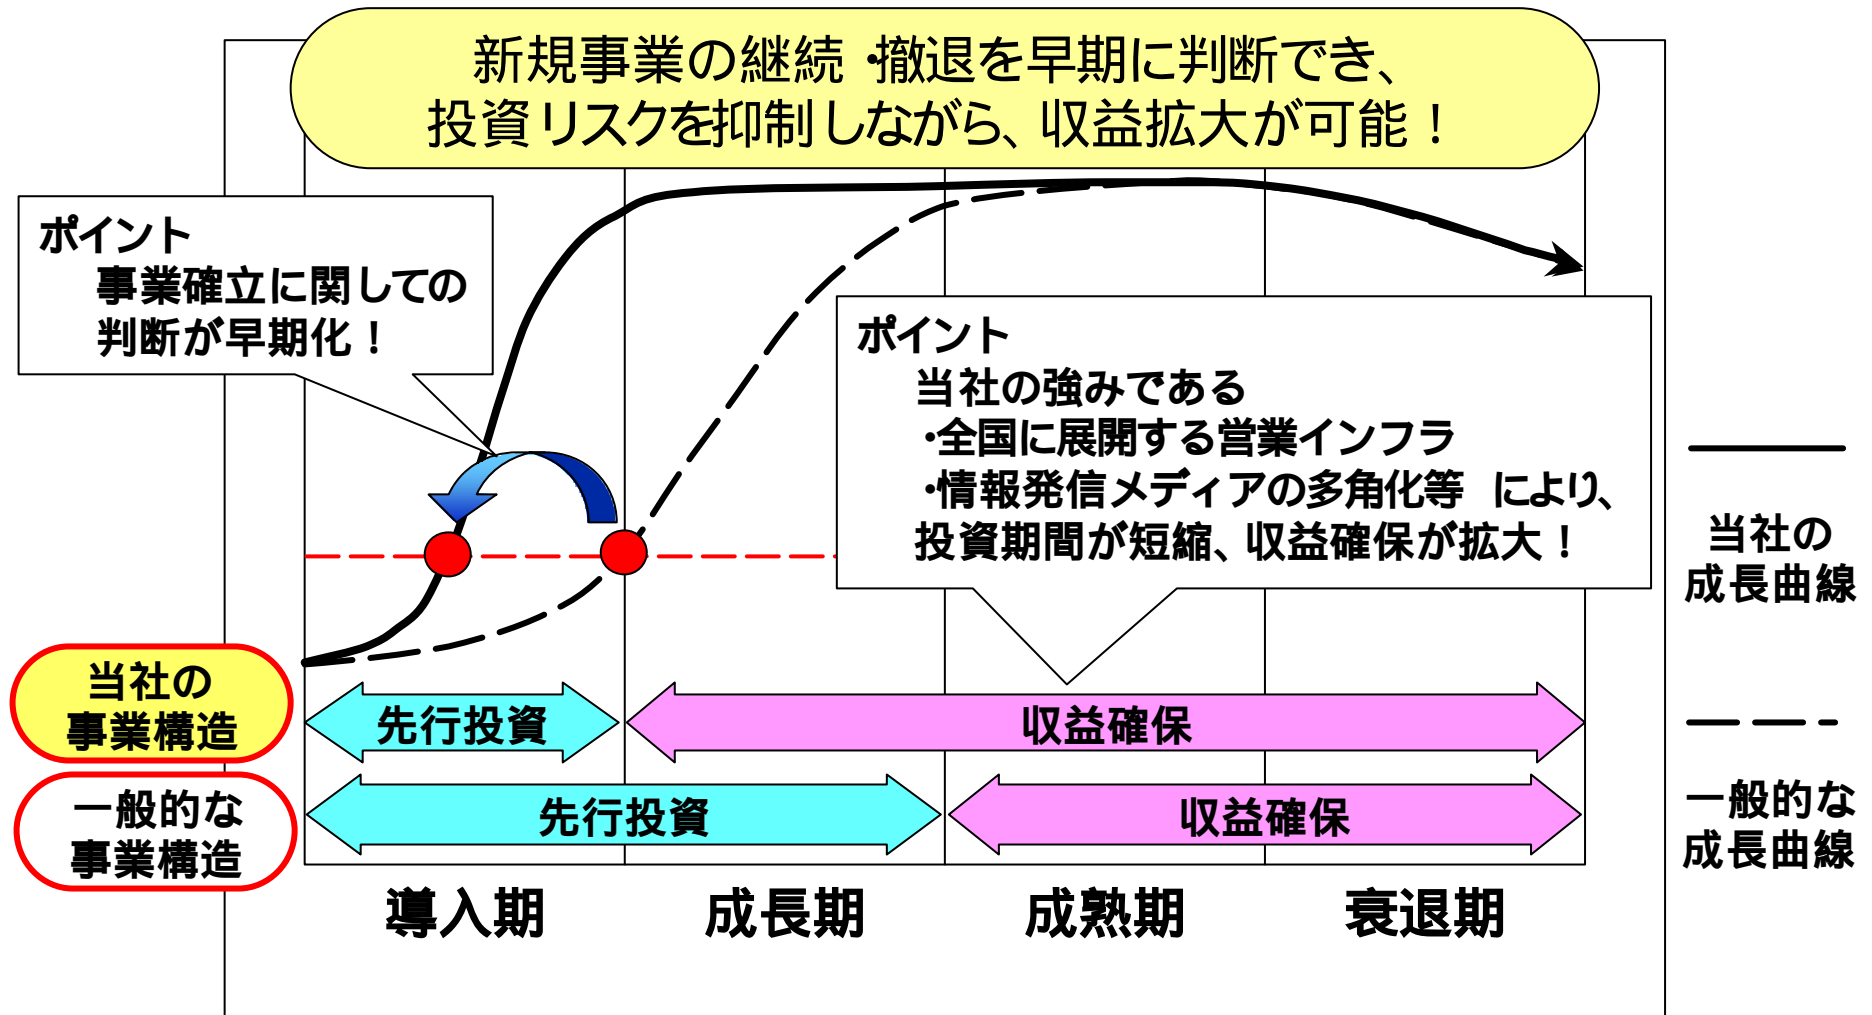 新規事業の継続・撤退を早期に判断でき、
投資リスクを抑制しながら、収益拡大が可能！
ポイント
事業確立に関しての
判断が早期化！
ポイント
当社の強みである
・全国に展開する営業インフラ
・情報発信メディアの多角化等　により、
投資期間が短縮、収益確保が拡大！
当社の
成長曲線
当社の
事業構造
先行投資
収益確保
一般的な
事業構造
先行投資
収益確保
一般的な
成長曲線
導入期
成長期
成熟期
衰退期